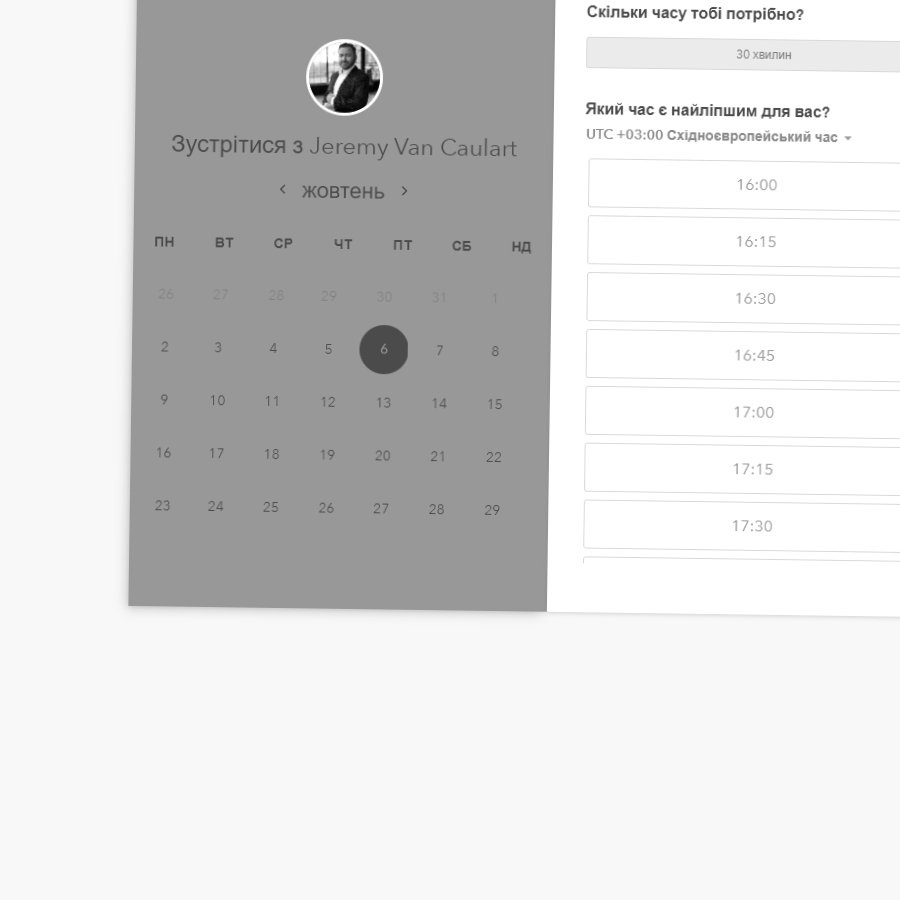 Зустрітися з Jeremy Van Caulart
жовтень
ПН ВТ СР ЧТ ПТ СБ НД
26 27 28 29 30 31 1
2 3 4 5 6 7 8
9 10 11 12 13 14 15
16 17 18 19 20 21 22
23 24 25 26 27 28 29
Скільки часу тобі потрібно?
30 хвилин
Який час є найліпшим для вас?
UTC +03:00 Східноєвропейський час
16:00
16:15
16:30
16:45
17:00
17:15
17:30